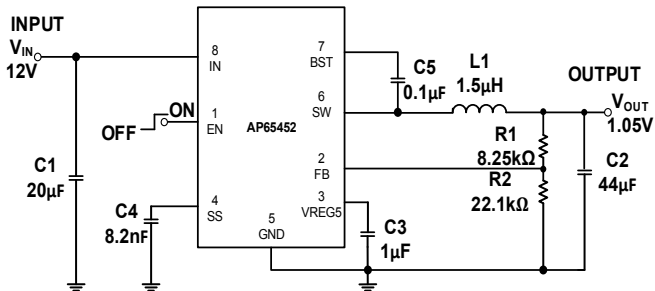 INPUT
V_IN
12V
C1
20µF
OFF
ON
C4
8.2nF
8
IN
1
EN
4
SS
AP65452
5
GND
7
BST
6
SW
2
FB
3
VREG5
C5
0.1µF
L1
1.5µH
R1
8.25kΩ
R2
22.1kΩ
C3
1µF
OUTPUT
V_OUT
1.05V
C2
44µF